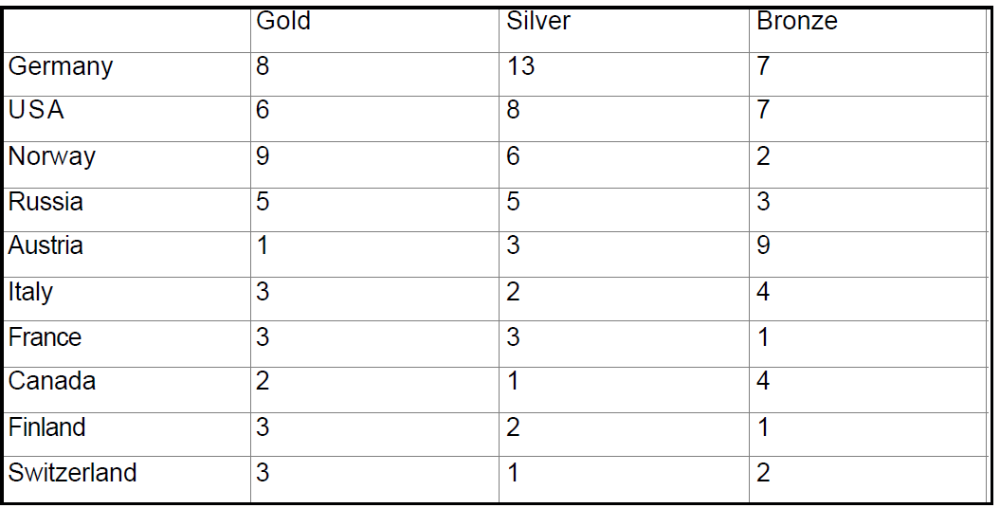 Gold Silver Bronze
Germany 8 13 7
USA 6 8 7
Norway 9 6 2
Russia 5 5 3
Austria 1 3 9
Italy 3 2 4
France 3 3 1
Canada 2 1 4
Finland 3 2 1
Switzerland 3 1 2